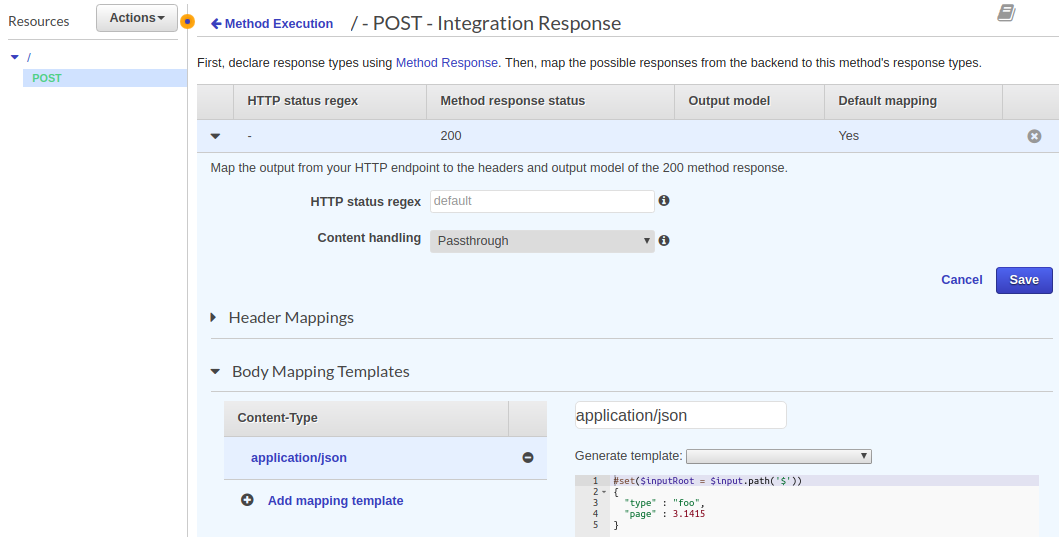 Resources
Actions
/
POST
Method Execution / - POST - Integration Response
First, declare response types using Method Response. Then, map the possible responses from the backend to this method's response types.
HTTP status regex Method response status Output model Default mapping
- 200 Yes
Map the output from your HTTP endpoint to the headers and output model of the 200 method response.
HTTP status regex default
Content handling Passthrough
Cancel Save
Header Mappings
Body Mapping Templates
Content-Type
application/json
Add mapping template
application/json
Generate template:
1 #set($inputRoot = $input.path('$'))
2 {
3 "type" : "foo",
4 "page" : 3.1415
5 }